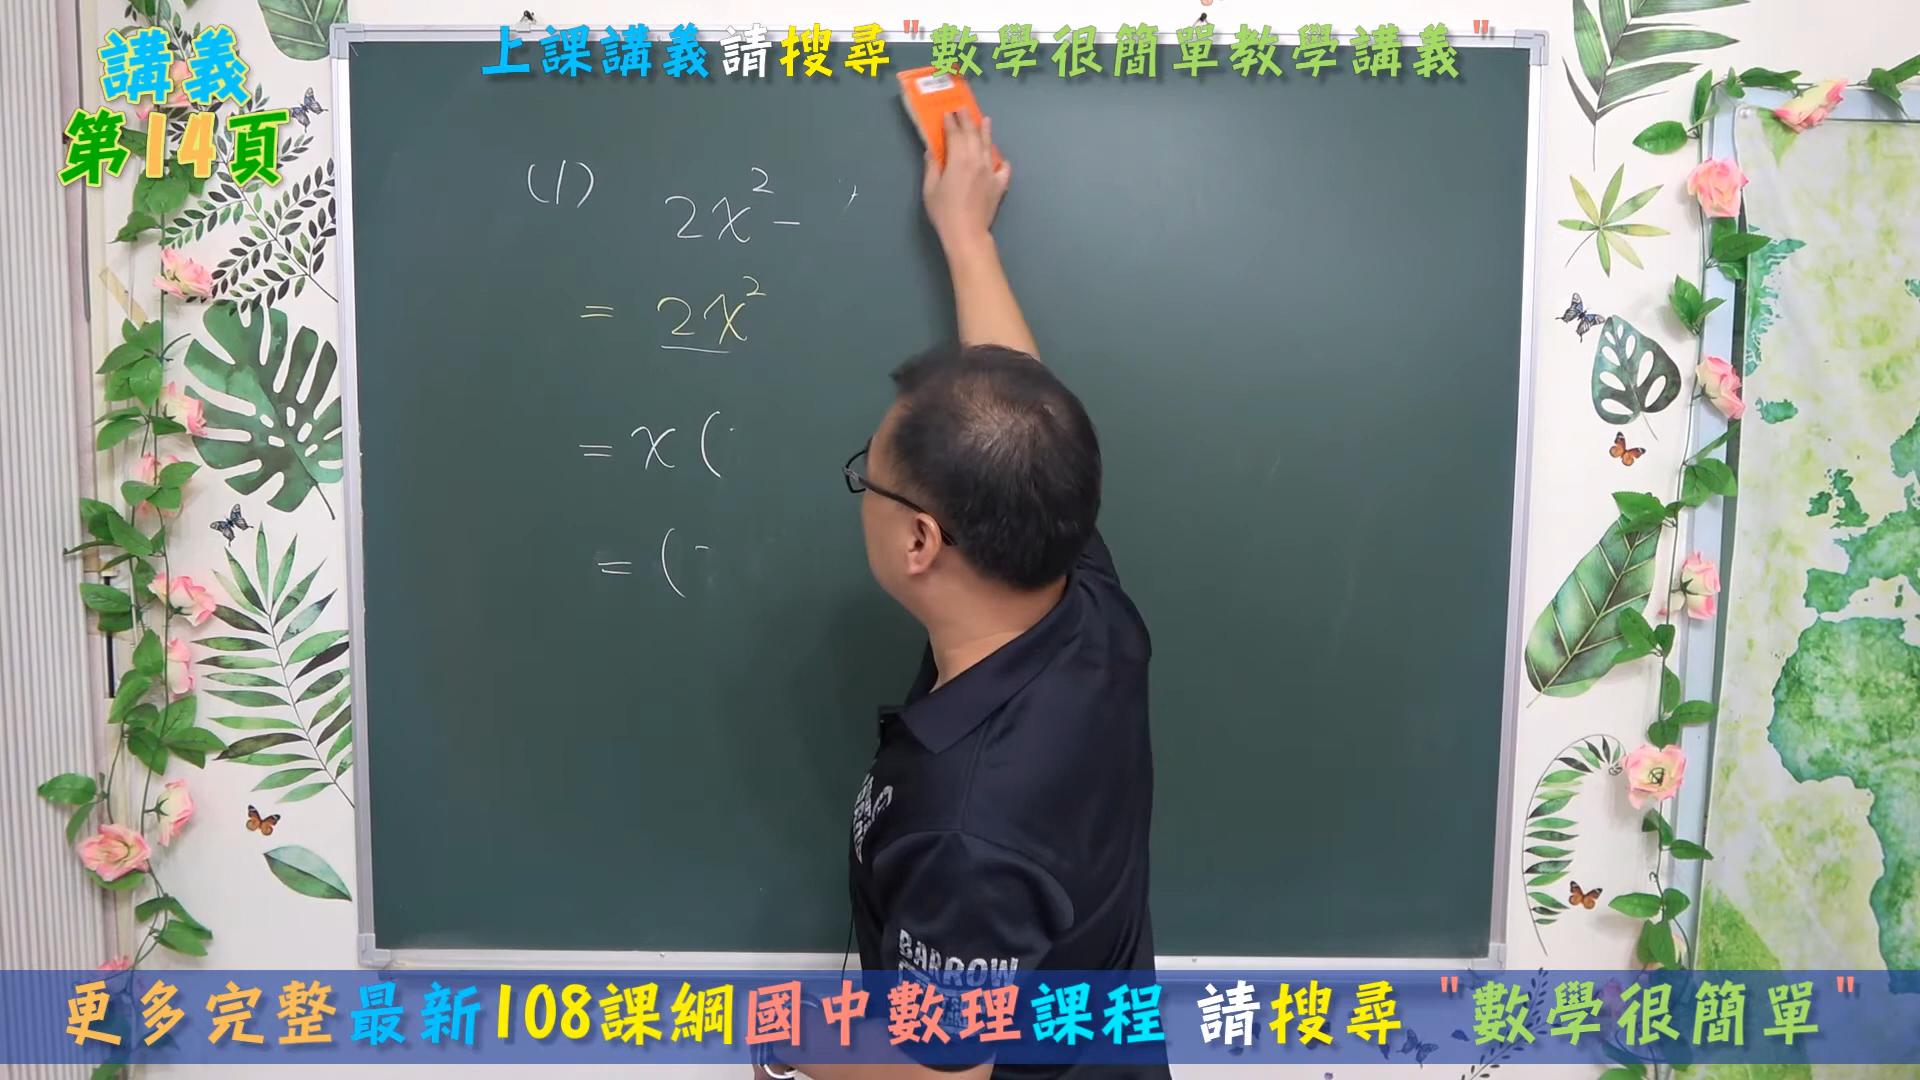 上課講義請搜尋"數學很簡單教學講義"
講義
第14頁
(1) 2x² -
= 2x²
= x (
= (
BARROW
更多完整最新108課綱國中數理課程 請搜尋 "數學很簡單"